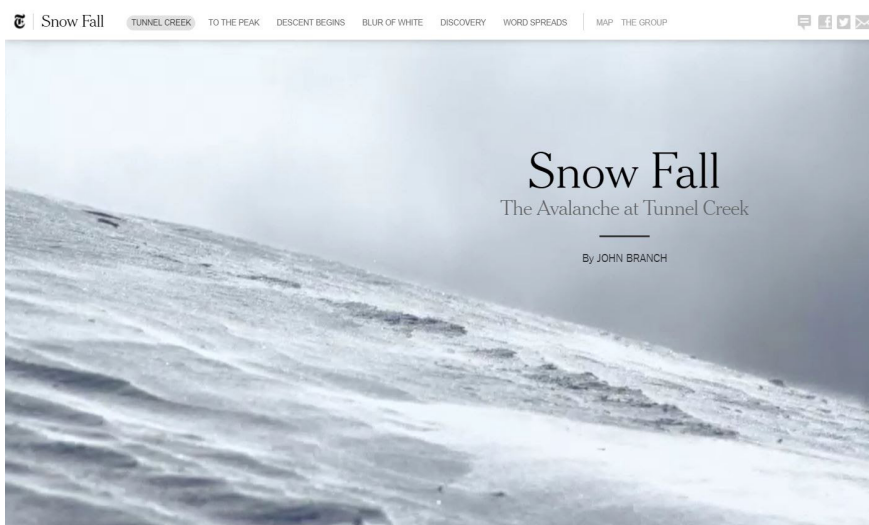 Snow Fall
TUNNEL CREEK
TO THE PEAK
DESCENT BEGINS
BLUR OF WHITE
DISCOVERY
WORD SPREADS
MAP
THE GROUP
Snow Fall
The Avalanche at Tunnel Creek
By JOHN BRANCH